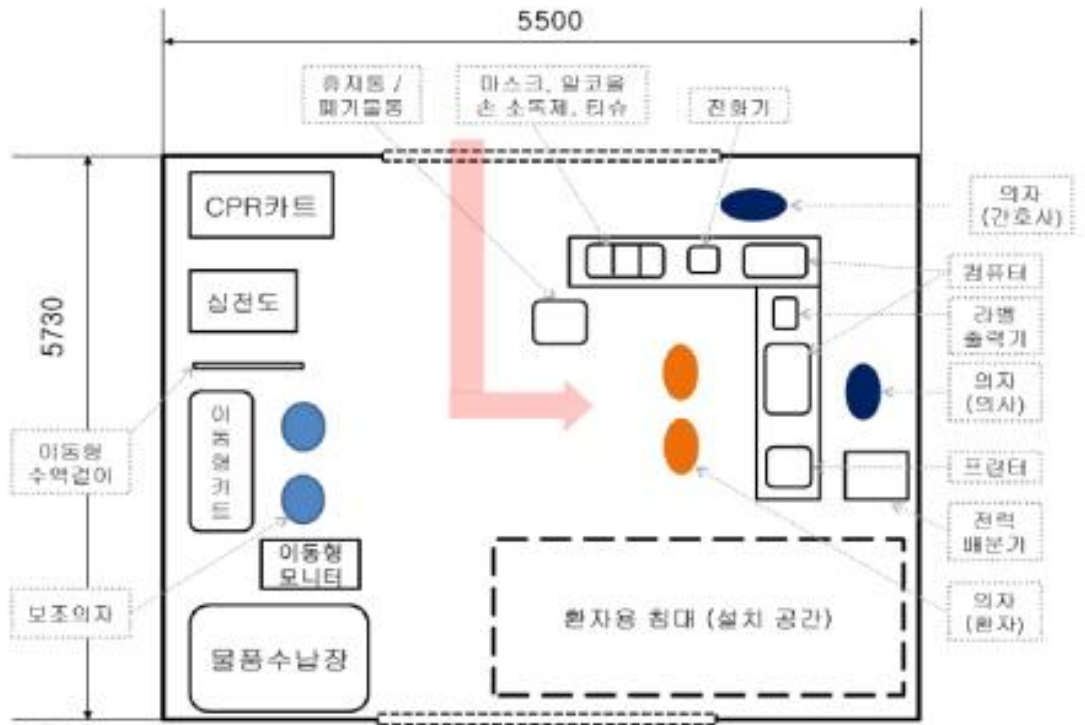 5500
휴지통 /
폐기물통
마스크, 알코올
손 소독제, 티슈
전화기
CPR카트
의자
(간호사)
컴퓨터
심전도
라벨
출력기
5730
의자
(의사)
이동형카트
이동형
수액걸이
프린터
전력
배분기
이동형
모니터
보조의자
환자용 침대 (설치 공간)
의자
(환자)
물품수납장